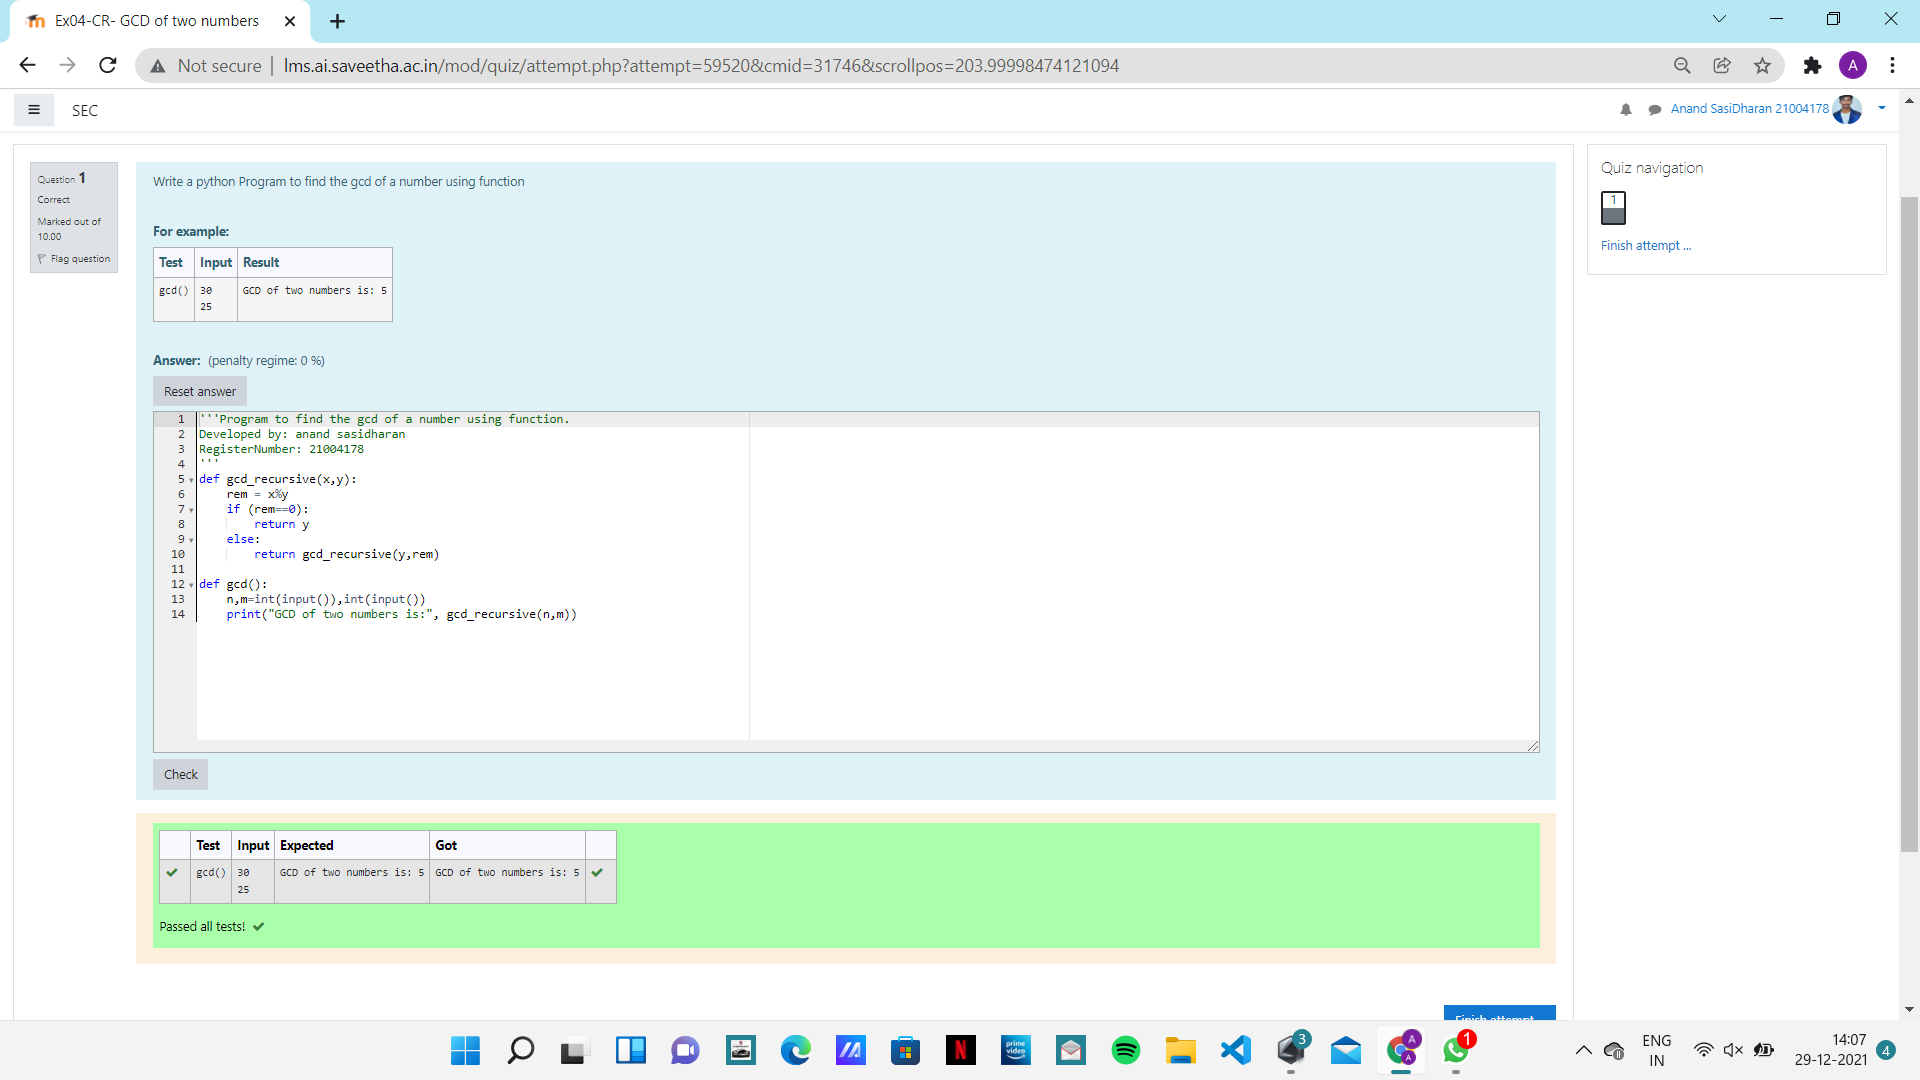 Ex04-CR- GCD of two numbers
Not secure
lms.ai.saveetha.ac.in/mod/quiz/attempt.php?attempt=59520&cmid=31746&scrollpos=203.99998474121094
A
SEC
Anand SasiDharan 21004178
Question 1
Correct
Marked out of
10.00
Flag question
Write a python Program to find the gcd of a number using function
For example:
Test Input Result
gcd() 30 GCD of two numbers is: 5
25
Answer: (penalty regime: 0 %)
Reset answer
1 '''Program to find the gcd of a number using function.
2 Developed by: anand sasidharan
3 RegisterNumber: 21004178
4 '''
5 def gcd_recursive(x,y):
6     rem = x%y
7     if (rem==0):
8         return y
9     else:
10         return gcd_recursive(y,rem)
11
12 def gcd():
13     n,m=int(input()),int(input())
14     print("GCD of two numbers is:", gcd_recursive(n,m))
Check
Test Input Expected Got
gcd() 30 GCD of two numbers is: 5 GCD of two numbers is: 5
25
Passed all tests!
Finish attempt ...
Quiz navigation
1
Finish attempt ...
N
prime video
3
A
A
1
ENG
IN
14:07
29-12-2021
4